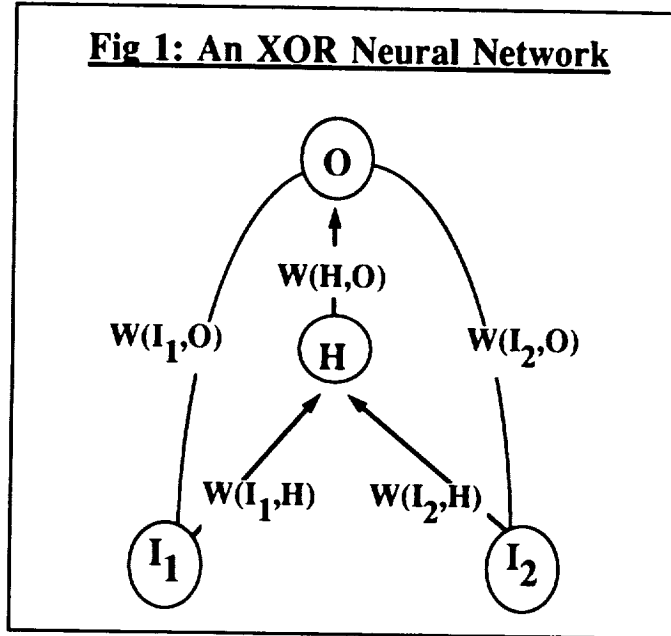 Fig 1: An XOR Neural Network
O
W(H,O)
W(I₁,O)
H
W(I₂,O)
W(I₁,H)
W(I₂,H)
I₁
I₂